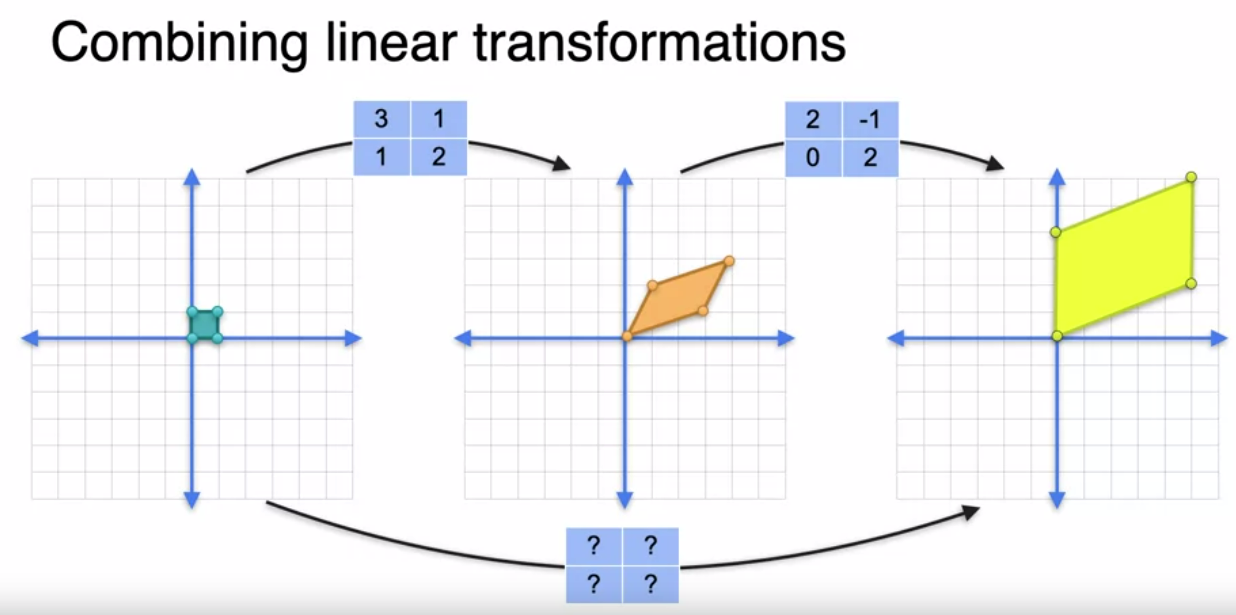 Combining linear transformations
3 1 2 -1
1 2 0 2
? ?
? ?